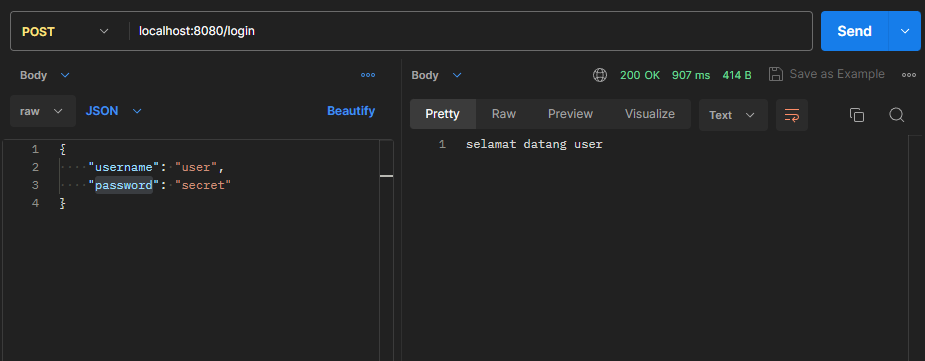 POST localhost:8080/login Send
Body
raw JSON Beautify
1 {
2 "username": "user",
3 "password": "secret"
4 }
Body 200 OK 907 ms 414 B Save as Example
Pretty Raw Preview Visualize Text
1 selamat datang user